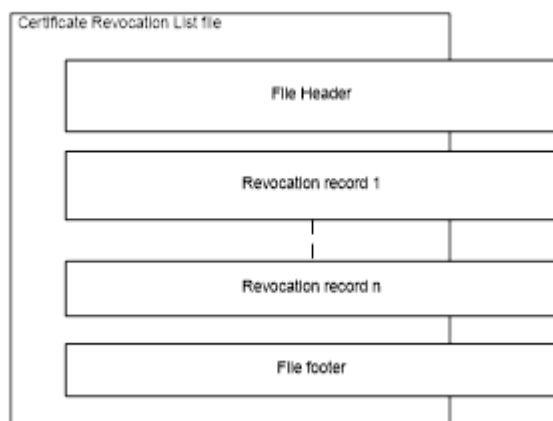 Certificate Revocation List file
File Header
Revocation record 1
Revocation record n
File footer